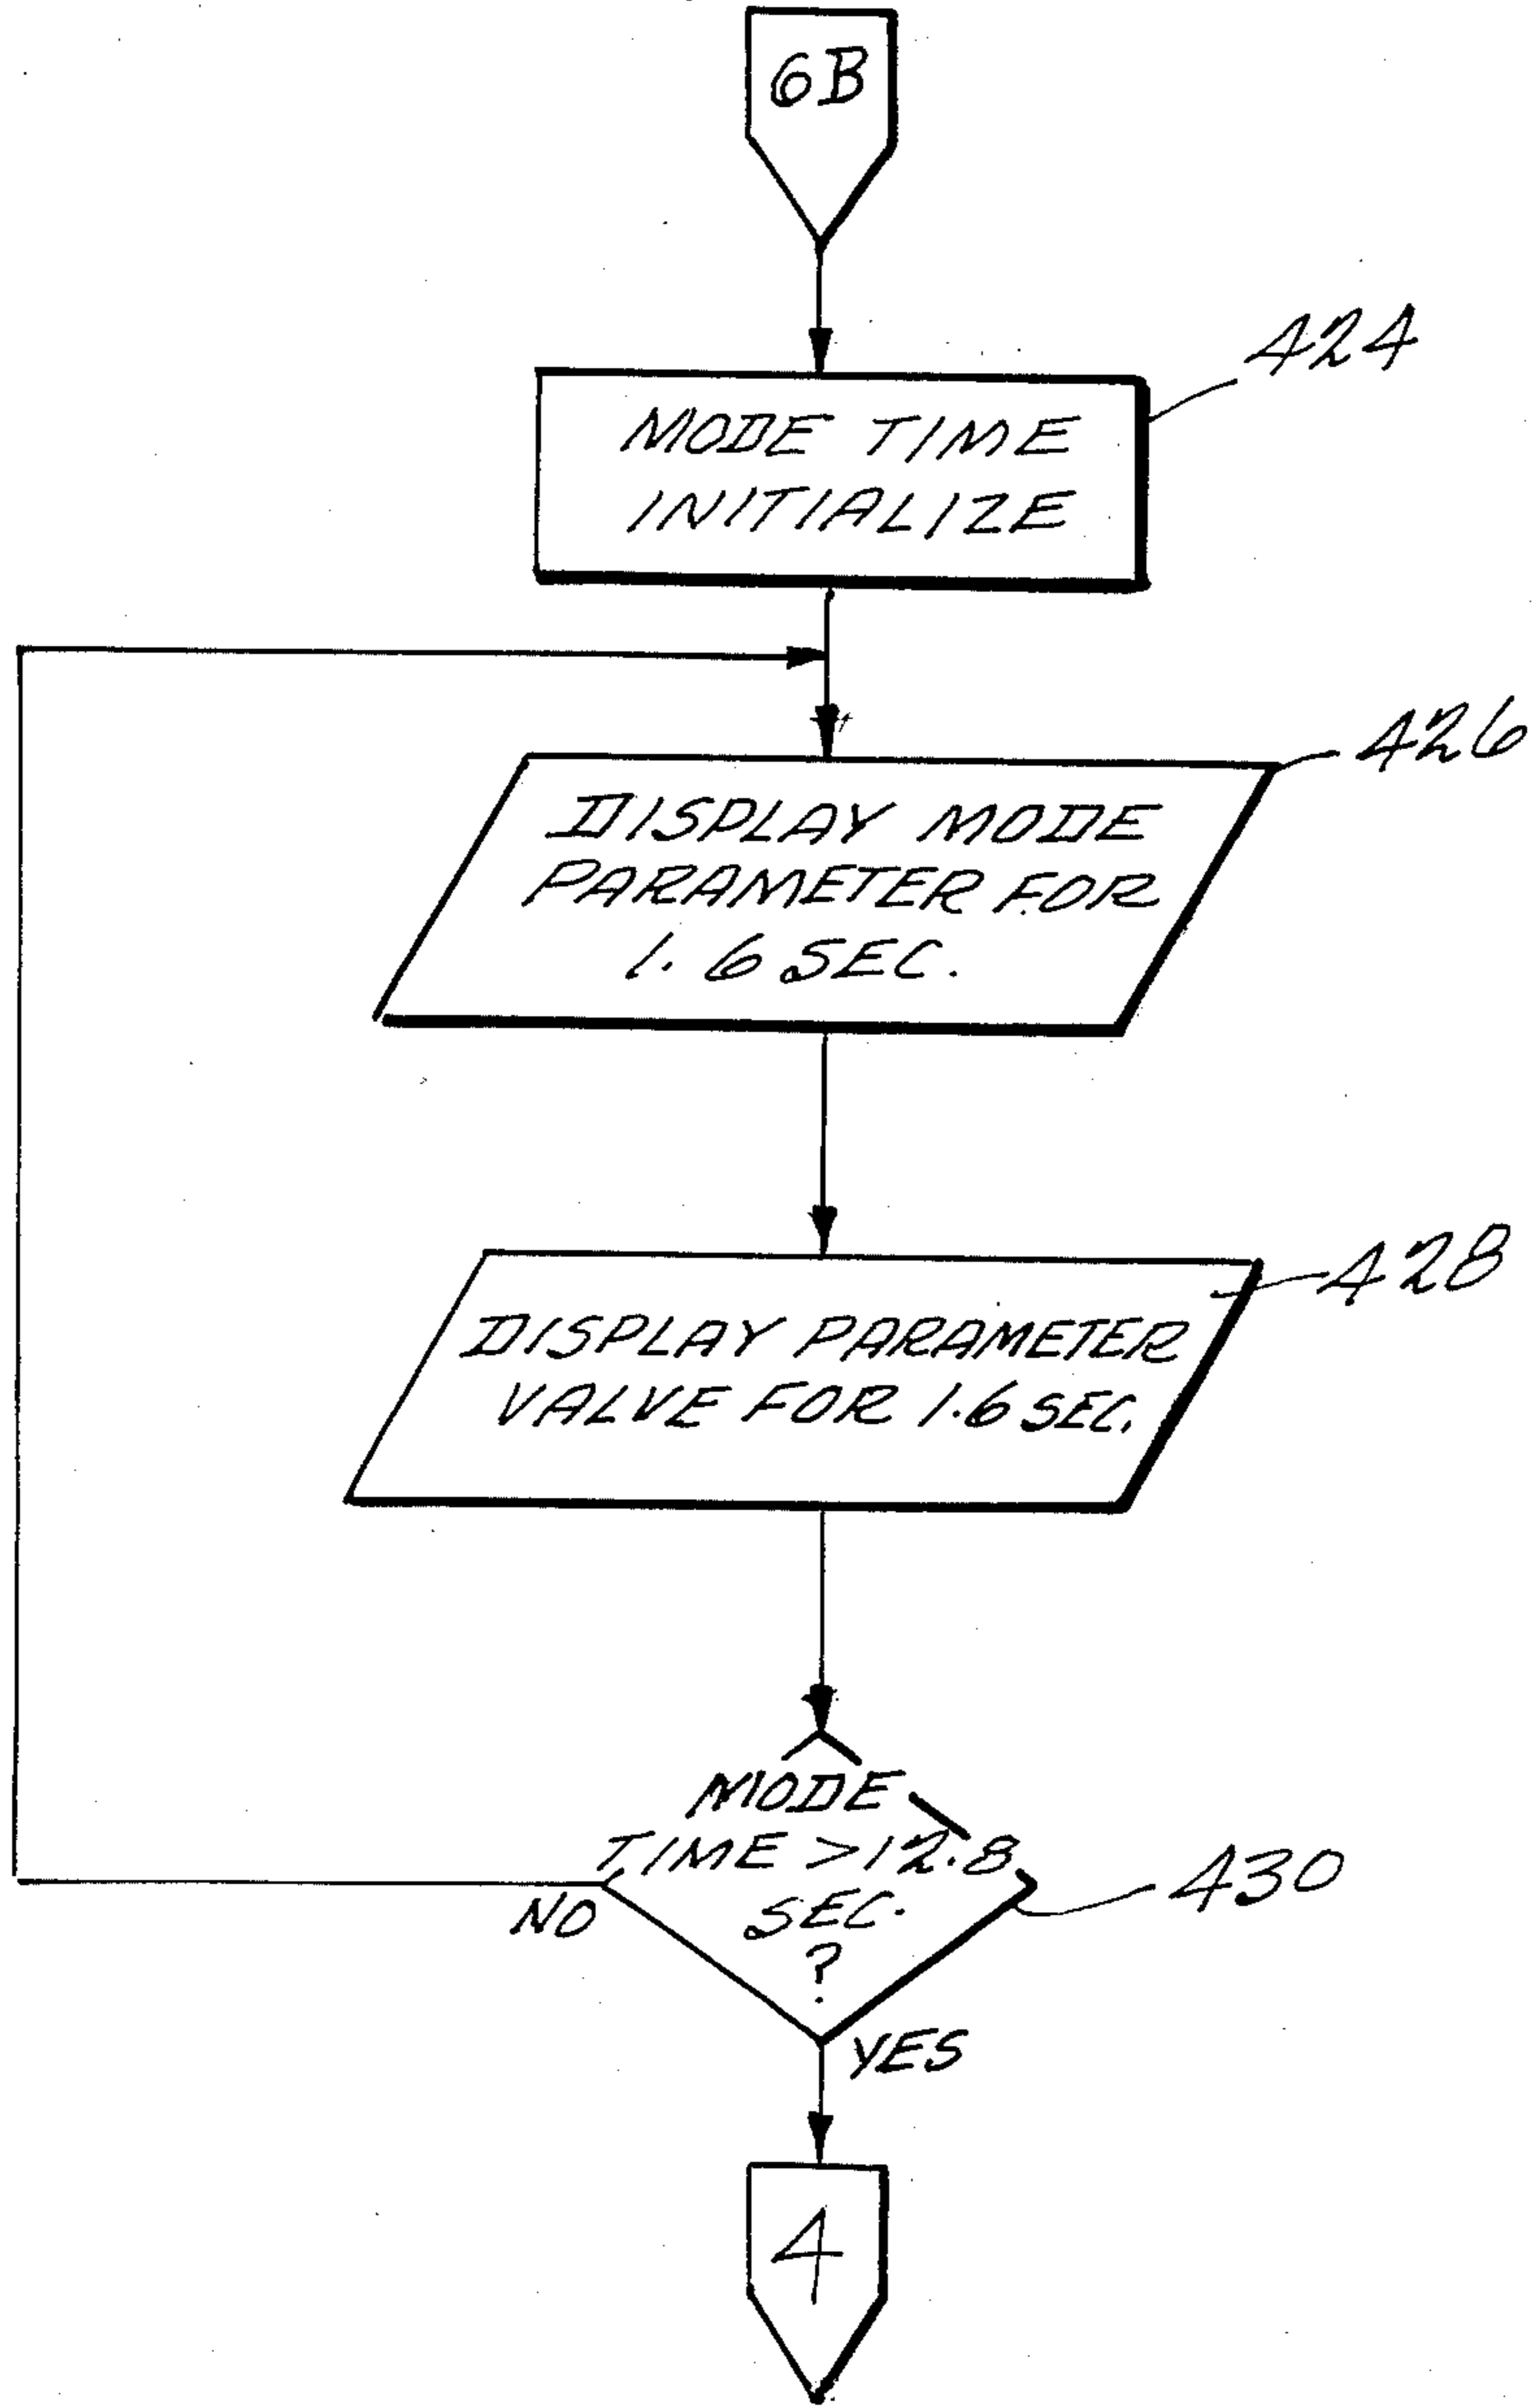 6B
424
MODE TIME
INITIALIZE
426
DISPLAY MODE
PARAMETER FOR
1.6 SEC.
428
DISPLAY PARAMETER
VALVE FOR 1.6 SEC.
MODE
TIME > 12.8
SEC.
?
430
NO
YES
4